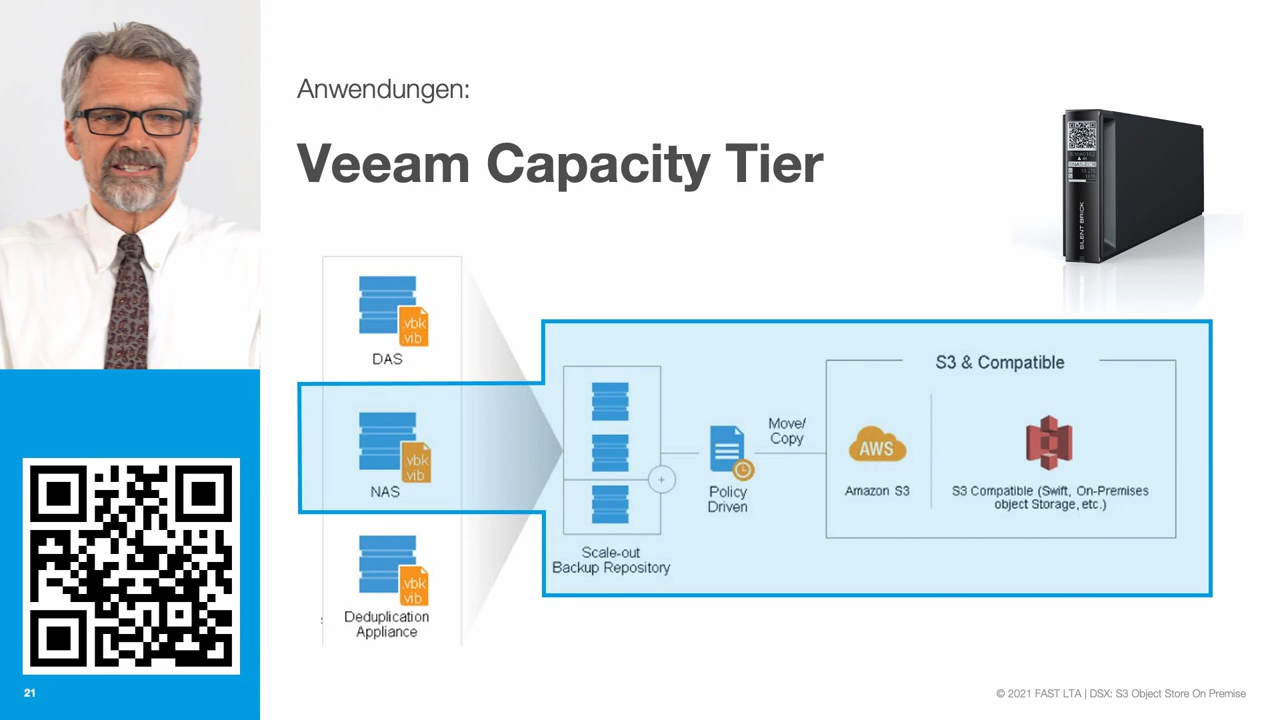 Anwendungen:
Veeam Capacity Tier
SILENT BRICK
vbk
.vib
DAS
vbk
vib
NAS
vbk
vib
Deduplication
Appliance
Scale-out
Backup Repository
Policy
Driven
Move/
Copy
S3 & Compatible
AWS
Amazon S3
S3 Compatible (Swift, On-Premises
object Storage, etc.)
21
© 2021 FAST LTA | DSX: S3 Object Store On Premise